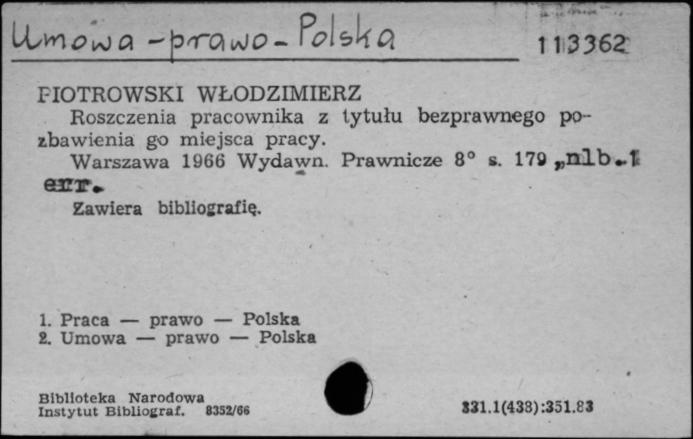 Umowa - prawo - Polska
113362
PIOTROWSKI WŁODZIMIERZ
Roszczenia pracownika z tytułu bezprawnego po-
zbawienia go miejsca pracy.
Warszawa 1966 Wydawn. Prawnicze 8° s. 179 „nlb.1
err.
Zawiera bibliografię.
1. Praca — prawo — Polska
2. Umowa — prawo — Polska
Biblioteka Narodowa
Instytut Bibliograf. 8352/66
331.1(438):351.83